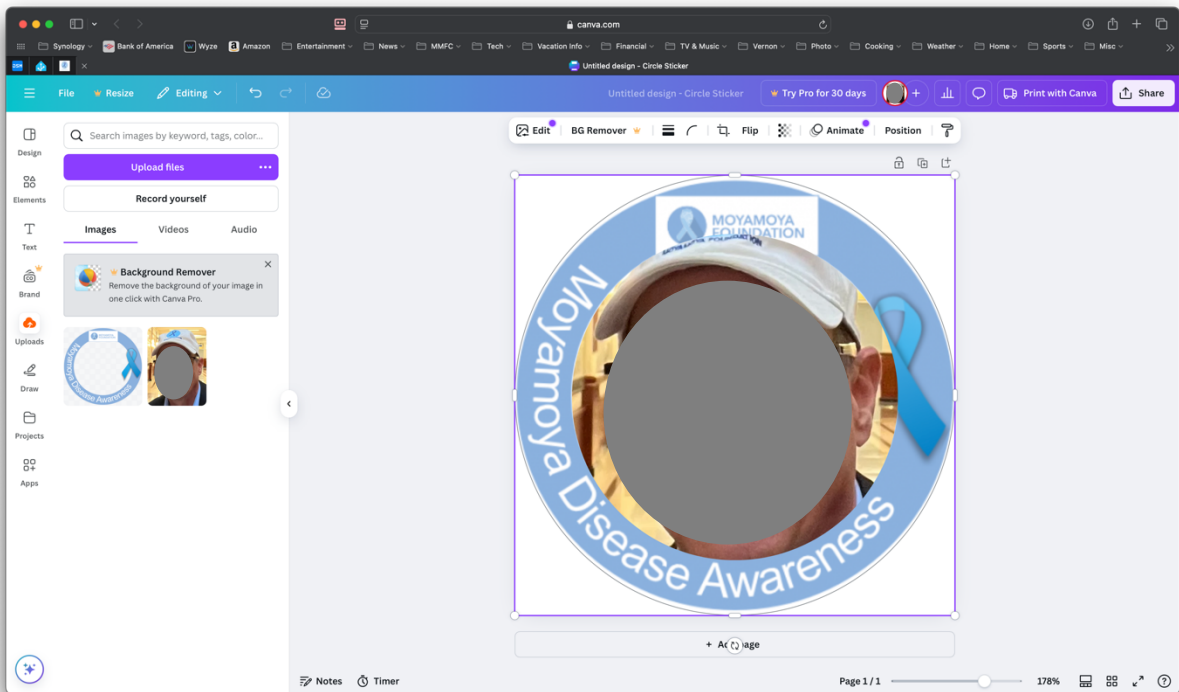 canva.com
Synology
Bank of America
Wyze
Amazon
Entertainment
News
MMFC
Tech
Vacation Info
Financial
TV & Music
Vernon
Photo
Cooking
Weather
Home
Sports
Misc
DSM
Untitled design - Circle Sticker
File
Resize
Editing
Untitled design - Circle Sticker
Try Pro for 30 days
Print with Canva
Share
Design
Elements
Text
Brand
Uploads
Draw
Projects
Apps
Search images by keyword, tags, color...
Upload files
Record yourself
Images
Videos
Audio
Background Remover
Remove the background of your image in
one click with Canva Pro.
Edit
BG Remover
Flip
Animate
Position
MOYAMOYA
FOUNDATION
Moyamoya Disease Awareness
Moyamoya Disease Awareness
Notes
Timer
Page 1 / 1
178%